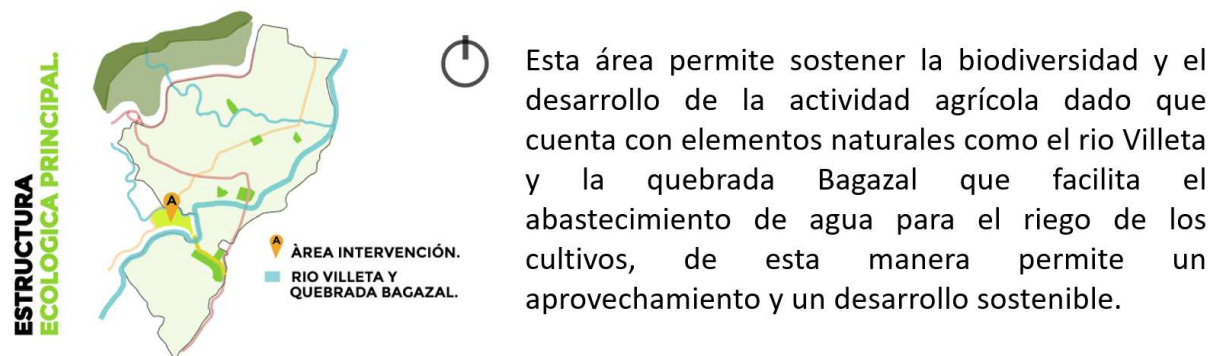 ESTRUCTURA
ECOLOGICA PRINCIPAL.
A
A
ÀREA INTERVENCIÓN.
RIO VILLETA Y
QUEBRADA BAGAZAL.
Esta área permite sostener la biodiversidad y el
desarrollo de la actividad agrícola dado que
cuenta con elementos naturales como el rio Villeta
y la quebrada Bagazal que facilita el
abastecimiento de agua para el riego de los
cultivos, de esta manera permite un
aprovechamiento y un desarrollo sostenible.